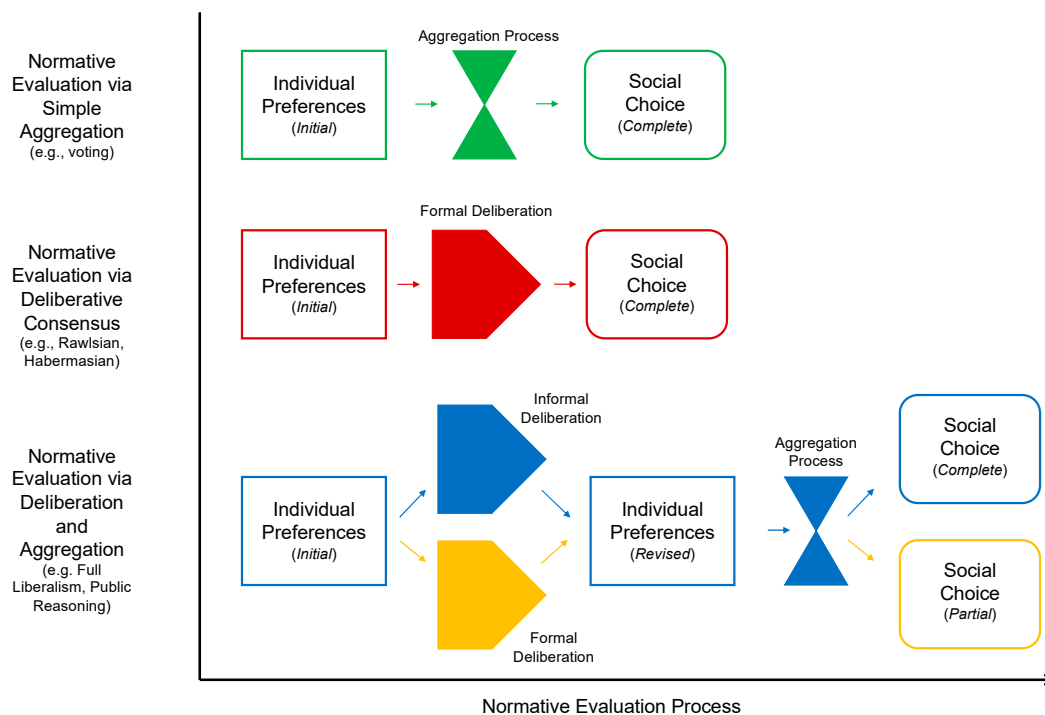 Normative
Evaluation via
Simple
Aggregation
(e.g., voting)
Individual
Preferences
(Initial)
Aggregation Process
Social
Choice
(Complete)
Normative
Evaluation via
Deliberative
Consensus
(e.g., Rawlsian,
Habermasian)
Individual
Preferences
(Initial)
Formal Deliberation
Social
Choice
(Complete)
Normative
Evaluation via
Deliberation
and
Aggregation
(e.g. Full
Liberalism, Public
Reasoning)
Individual
Preferences
(Initial)
Informal
Deliberation
Formal
Deliberation
Individual
Preferences
(Revised)
Aggregation
Process
Social
Choice
(Complete)
Social
Choice
(Partial)
Normative Evaluation Process